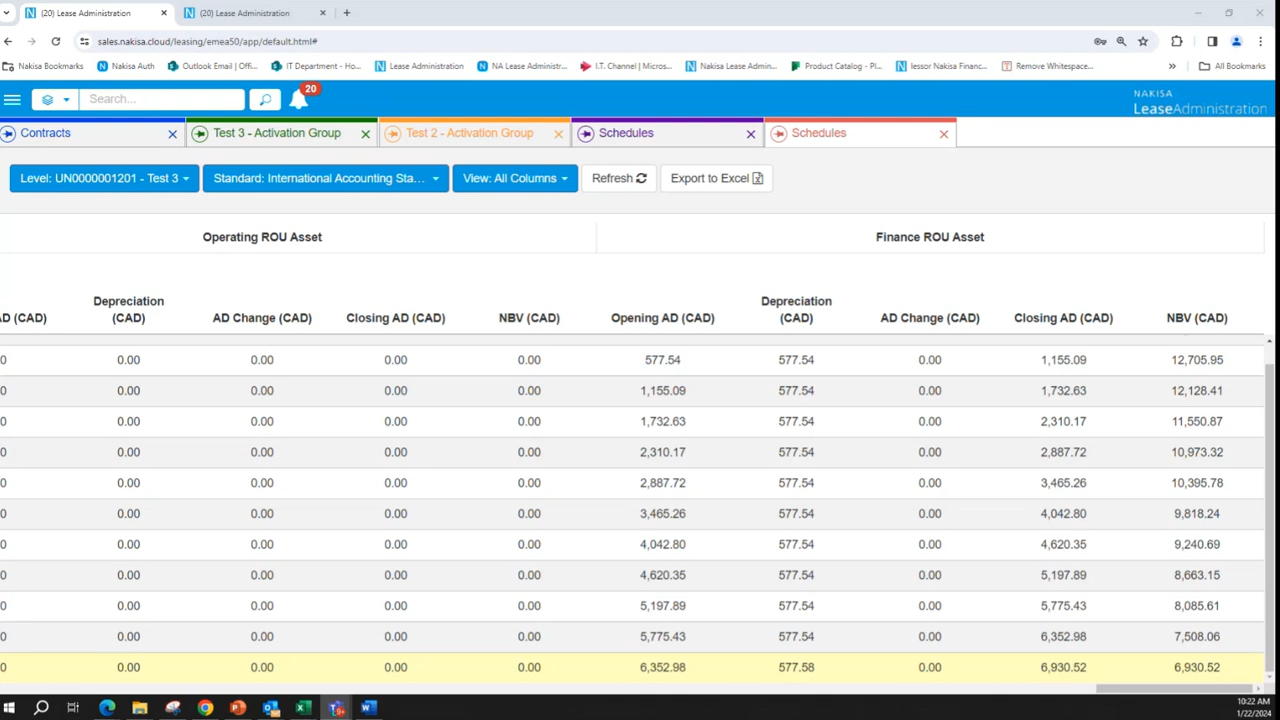 (20) Lease Administration
(20) Lease Administration
sales.nakisa.cloud/leasing/emea50/app/default.html#
Nakisa Bookmarks Nakisa Auth Outlook Email | Offi... IT Department - Ho... Lease Administration NA Lease Administr... I.T. Channel | Micros... Nakisa Lease Admin... Product Catalog - Pl... lessor Nakisa Financ... Remove Whitespace... » All Bookmarks
Search... 20
NAKISA
LeaseAdministration
Contracts Test 3 - Activation Group Test 2 - Activation Group Schedules Schedules
Level: UN0000001201 - Test 3 Standard: International Accounting Sta... View: All Columns Refresh Export to Excel
Operating ROU Asset Finance ROU Asset
AD (CAD) Depreciation (CAD) AD Change (CAD) Closing AD (CAD) NBV (CAD) Opening AD (CAD) Depreciation (CAD) AD Change (CAD) Closing AD (CAD) NBV (CAD)
0 0.00 0.00 0.00 0.00 577.54 577.54 0.00 1,155.09 12,705.95
0 0.00 0.00 0.00 0.00 1,155.09 577.54 0.00 1,732.63 12,128.41
0 0.00 0.00 0.00 0.00 1,732.63 577.54 0.00 2,310.17 11,550.87
0 0.00 0.00 0.00 0.00 2,310.17 577.54 0.00 2,887.72 10,973.32
0 0.00 0.00 0.00 0.00 2,887.72 577.54 0.00 3,465.26 10,395.78
0 0.00 0.00 0.00 0.00 3,465.26 577.54 0.00 4,042.80 9,818.24
0 0.00 0.00 0.00 0.00 4,042.80 577.54 0.00 4,620.35 9,240.69
0 0.00 0.00 0.00 0.00 4,620.35 577.54 0.00 5,197.89 8,663.15
0 0.00 0.00 0.00 0.00 5,197.89 577.54 0.00 5,775.43 8,085.61
0 0.00 0.00 0.00 0.00 5,775.43 577.54 0.00 6,352.98 7,508.06
0 0.00 0.00 0.00 0.00 6,352.98 577.58 0.00 6,930.52 6,930.52
10:22 AM
1/22/2024